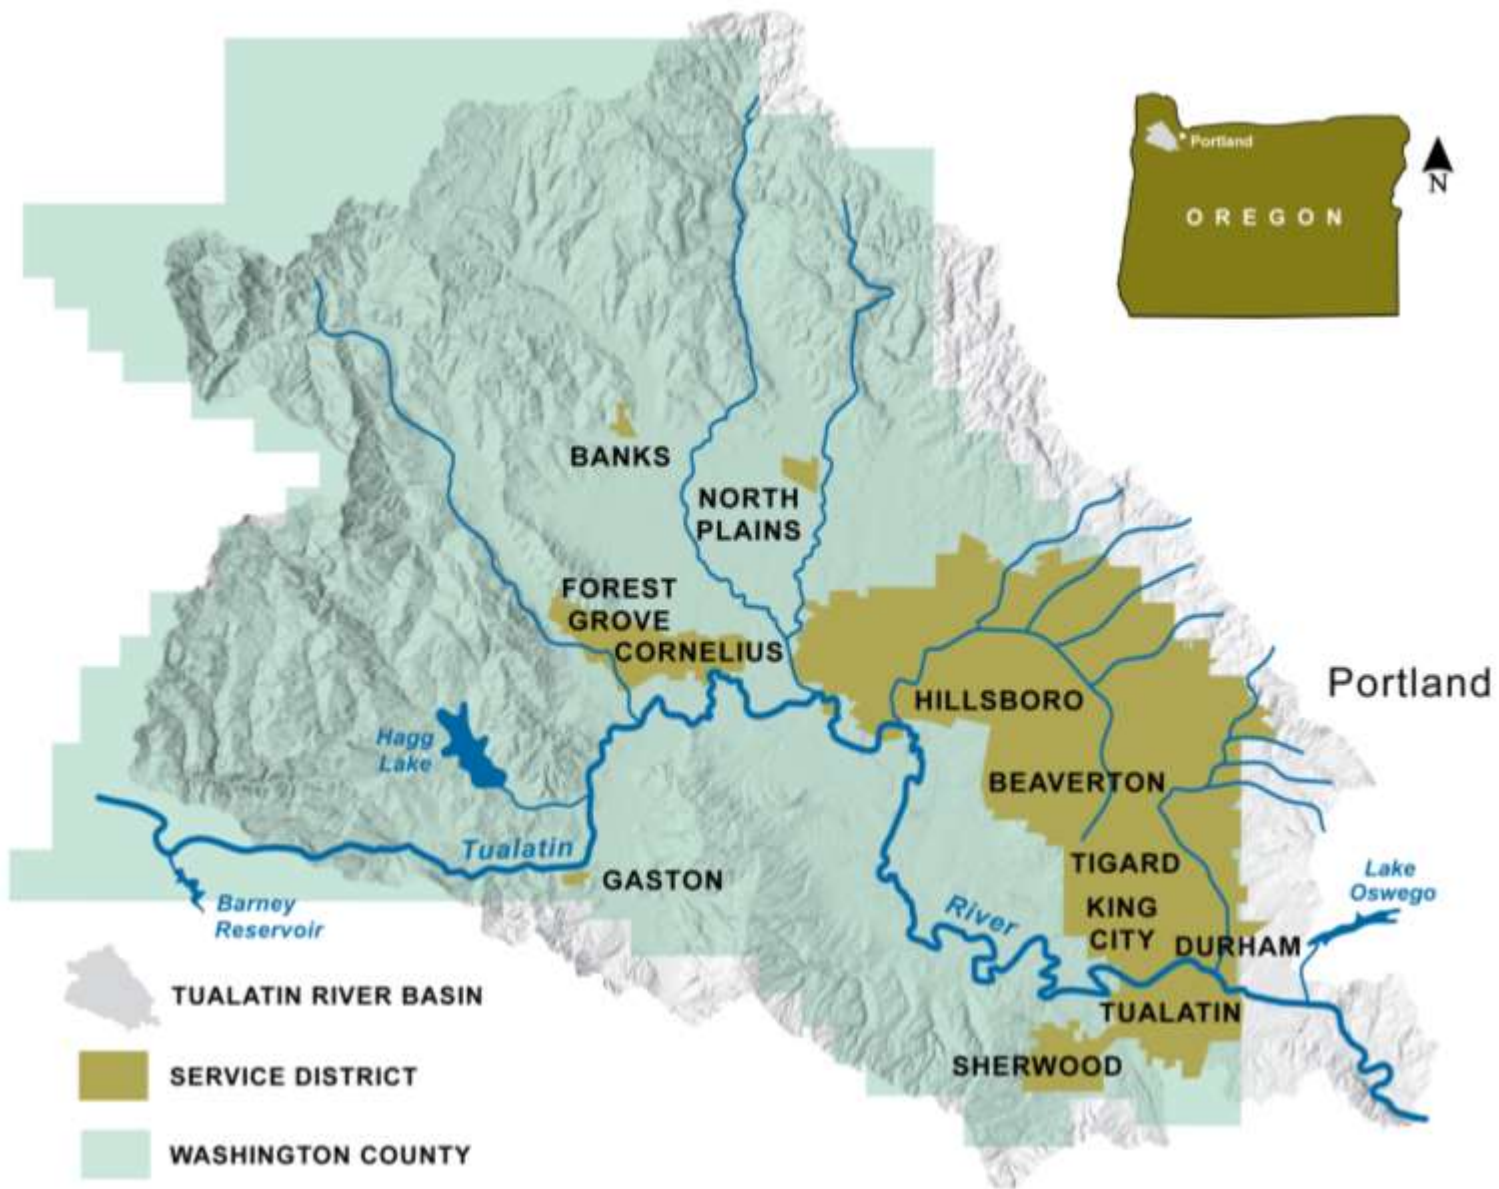 Portland
N
OREGON
BANKS
NORTH
PLAINS
FOREST
GROVE
CORNELIUS
Portland
HILLSBORO
Hagg
Lake
BEAVERTON
Tualatin
TIGARD
GASTON
Lake
Oswego
Barney
Reservoir
River
KING
CITY
DURHAM
TUALATIN RIVER BASIN
TUALATIN
SHERWOOD
SERVICE DISTRICT
WASHINGTON COUNTY